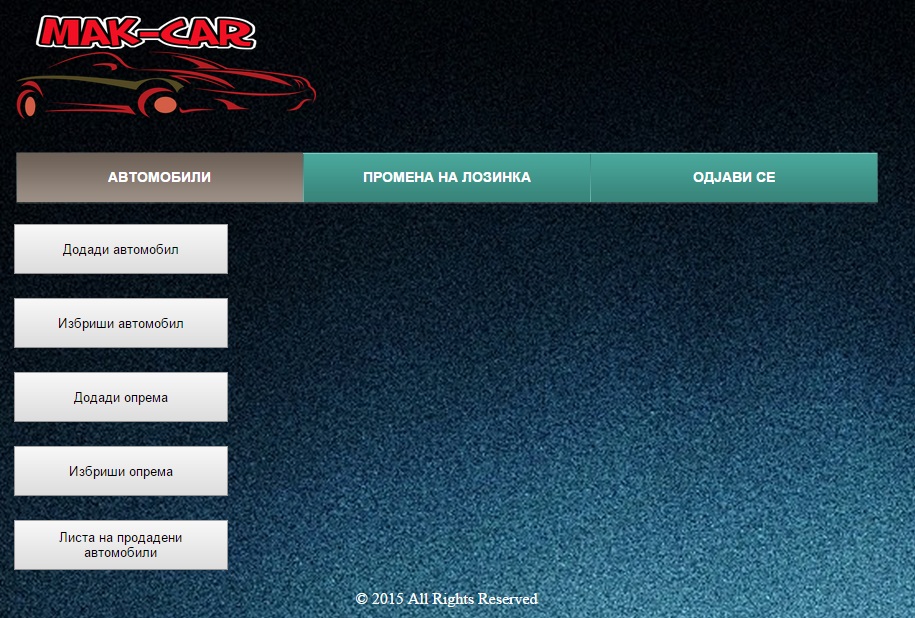 MAK-CAR
АВТОМОБИЛИ
ПРОМЕНА НА ЛОЗИНКА
ОДЈАВИ СЕ
Додади автомобил
Избриши автомобил
Додади опрема
Избриши опрема
Листа на продадени
автомобили
© 2015 All Rights Reserved